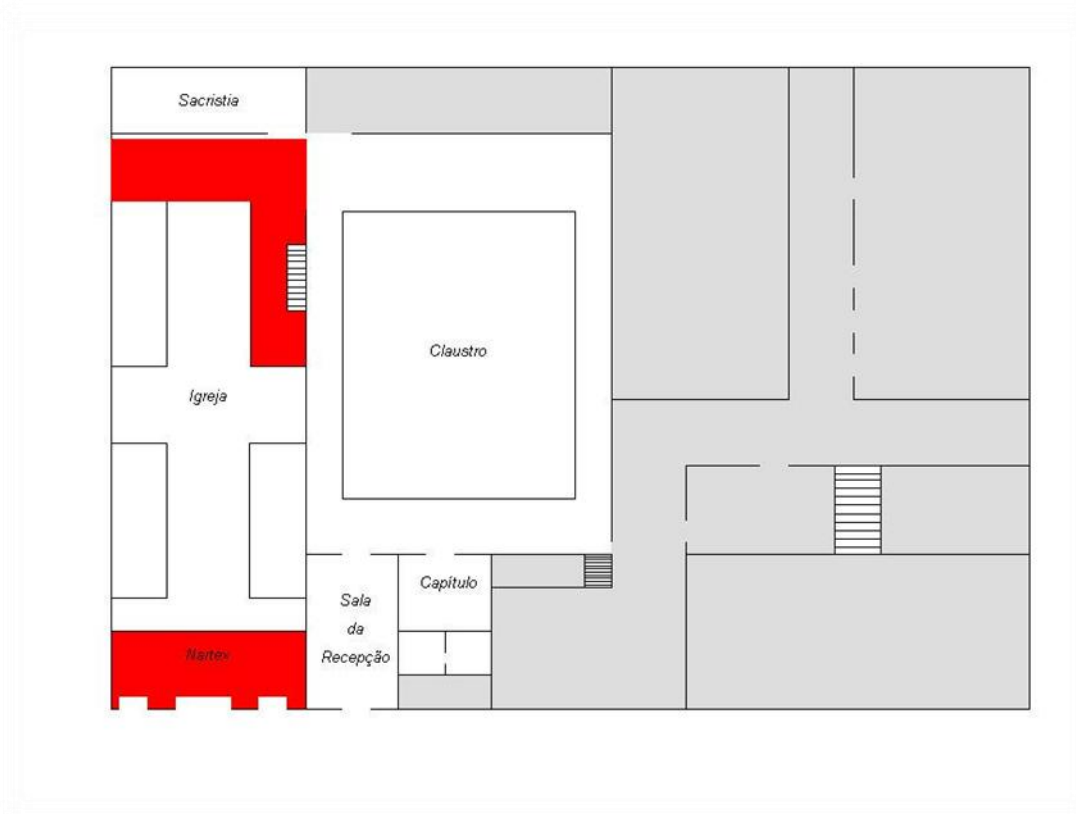 Sacristia
Claustro
Igreja
Capítulo
Sala
da
Recepção
Nartex